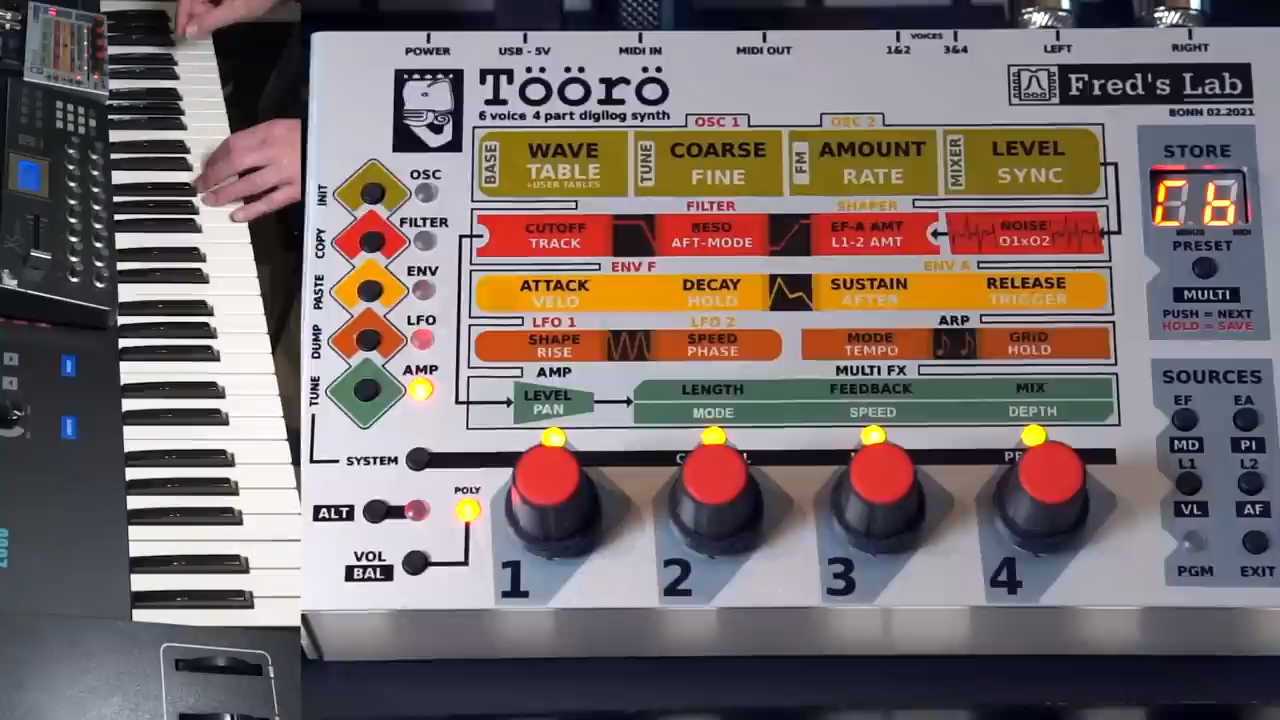 POWER
USB - 5V
MIDI IN
MIDI OUT
VOICES
1&2
3&4
LEFT
RIGHT
Töörö
6 voice 4 part digilog synth
Fred's Lab
BONN 02.2021
OSC 1
OSC 2
BASE
WAVE
TABLE
+USER TABLES
TUNE
COARSE
FINE
FM
AMOUNT
RATE
MIXER
LEVEL
SYNC
STORE
Cb
MIDI
PRESET
MULTI
PUSH = NEXT
HOLD = SAVE
INIT
OSC
COPY
FILTER
PASTE
ENV
DUMP
LFO
TUNE
AMP
FILTER
SHAPER
CUTOFF
TRACK
RESO
AFT-MODE
EF-A AMT
L1-2 AMT
NOISE
O1xO2
ENV F
ENV A
ATTACK
VELO
DECAY
HOLD
SUSTAIN
AFTER
RELEASE
TRIGGER
LFO 1
LFO 2
ARP
SHAPE
RISE
SPEED
PHASE
MODE
TEMPO
GRID
HOLD
AMP
MULTI FX
LEVEL
PAN
LENGTH
MODE
FEEDBACK
SPEED
MIX
DEPTH
SOURCES
EF
EA
MD
PI
L1
L2
VL
AF
PGM
EXIT
SYSTEM
ALT
POLY
VOL
BAL
1
2
3
4